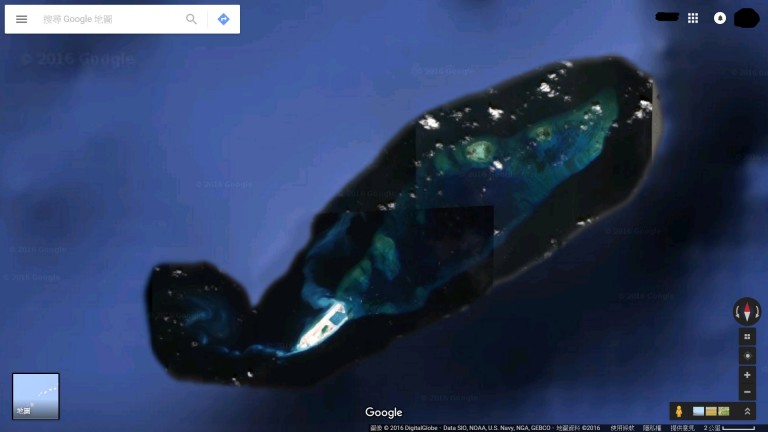 搜尋 Google 地圖
© 2016 Google
地圖
Google
圖像 © 2016 DigitalGlobe · Data SIO, NOAA, U.S. Navy, NGA, GEBCO · 地圖資料 ©2016 使用條款 隱私權 提供意見 2 公里